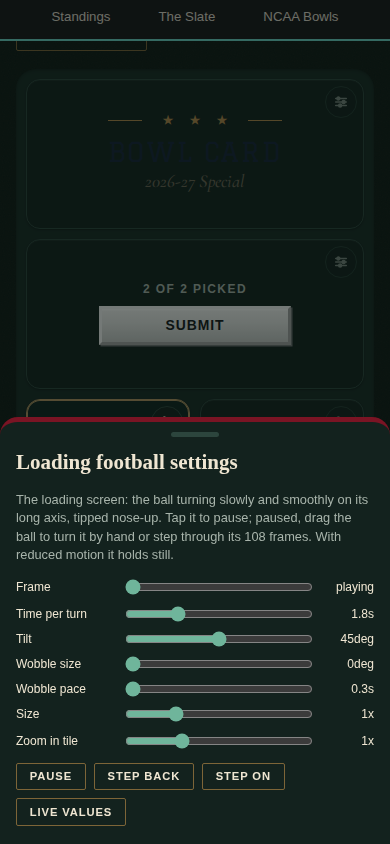 Standings The Slate NCAA Bowls
BOWL CARD
2026-27 Special
2 OF 2 PICKED
SUBMIT
Loading football settings
The loading screen: the ball turning slowly and smoothly on its
long axis, tipped nose-up. Tap it to pause; paused, drag the
ball to turn it by hand or step through its 108 frames. With
reduced motion it holds still.
Frame playing
Time per turn 1.8s
Tilt 45deg
Wobble size 0deg
Wobble pace 0.3s
Size 1x
Zoom in tile 1x
PAUSE STEP BACK STEP ON
LIVE VALUES